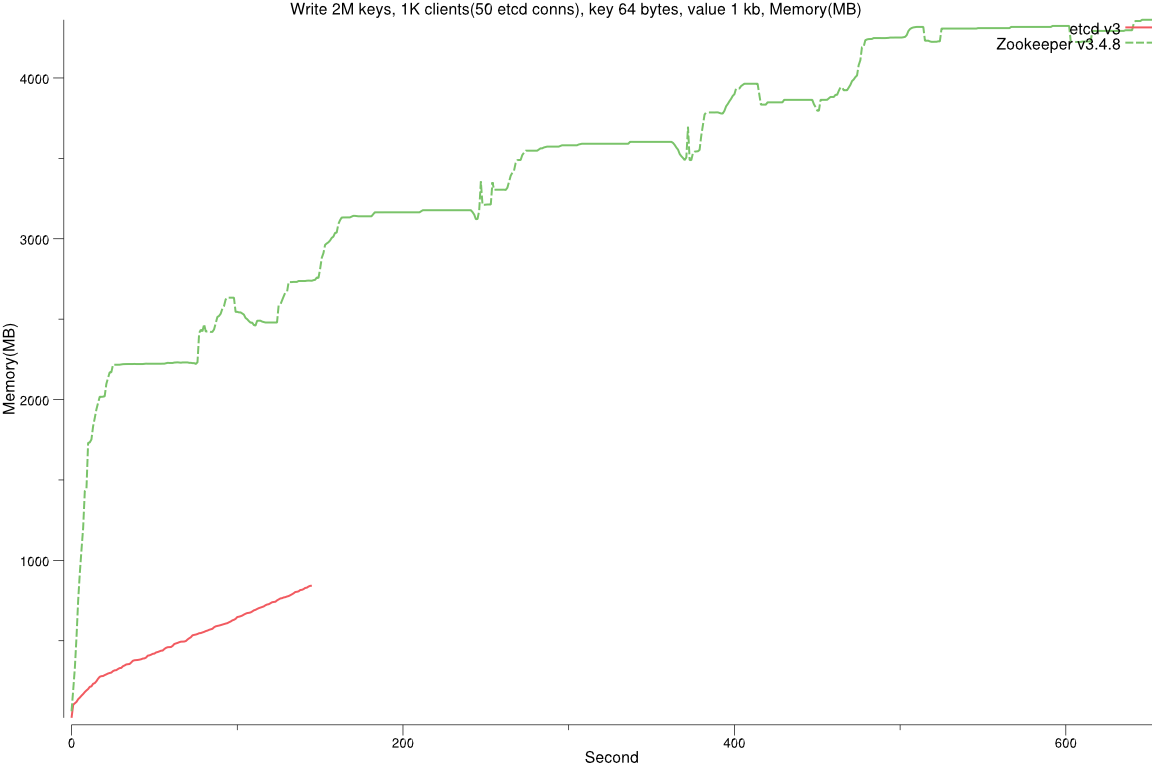 Write 2M keys, 1K clients(50 etcd conns), key 64 bytes, value 1 kb, Memory(MB)
etcd v3
Zookeeper v3.4.8
4000
3000
2000
1000
Memory(MB)
0
200
400
600
Second